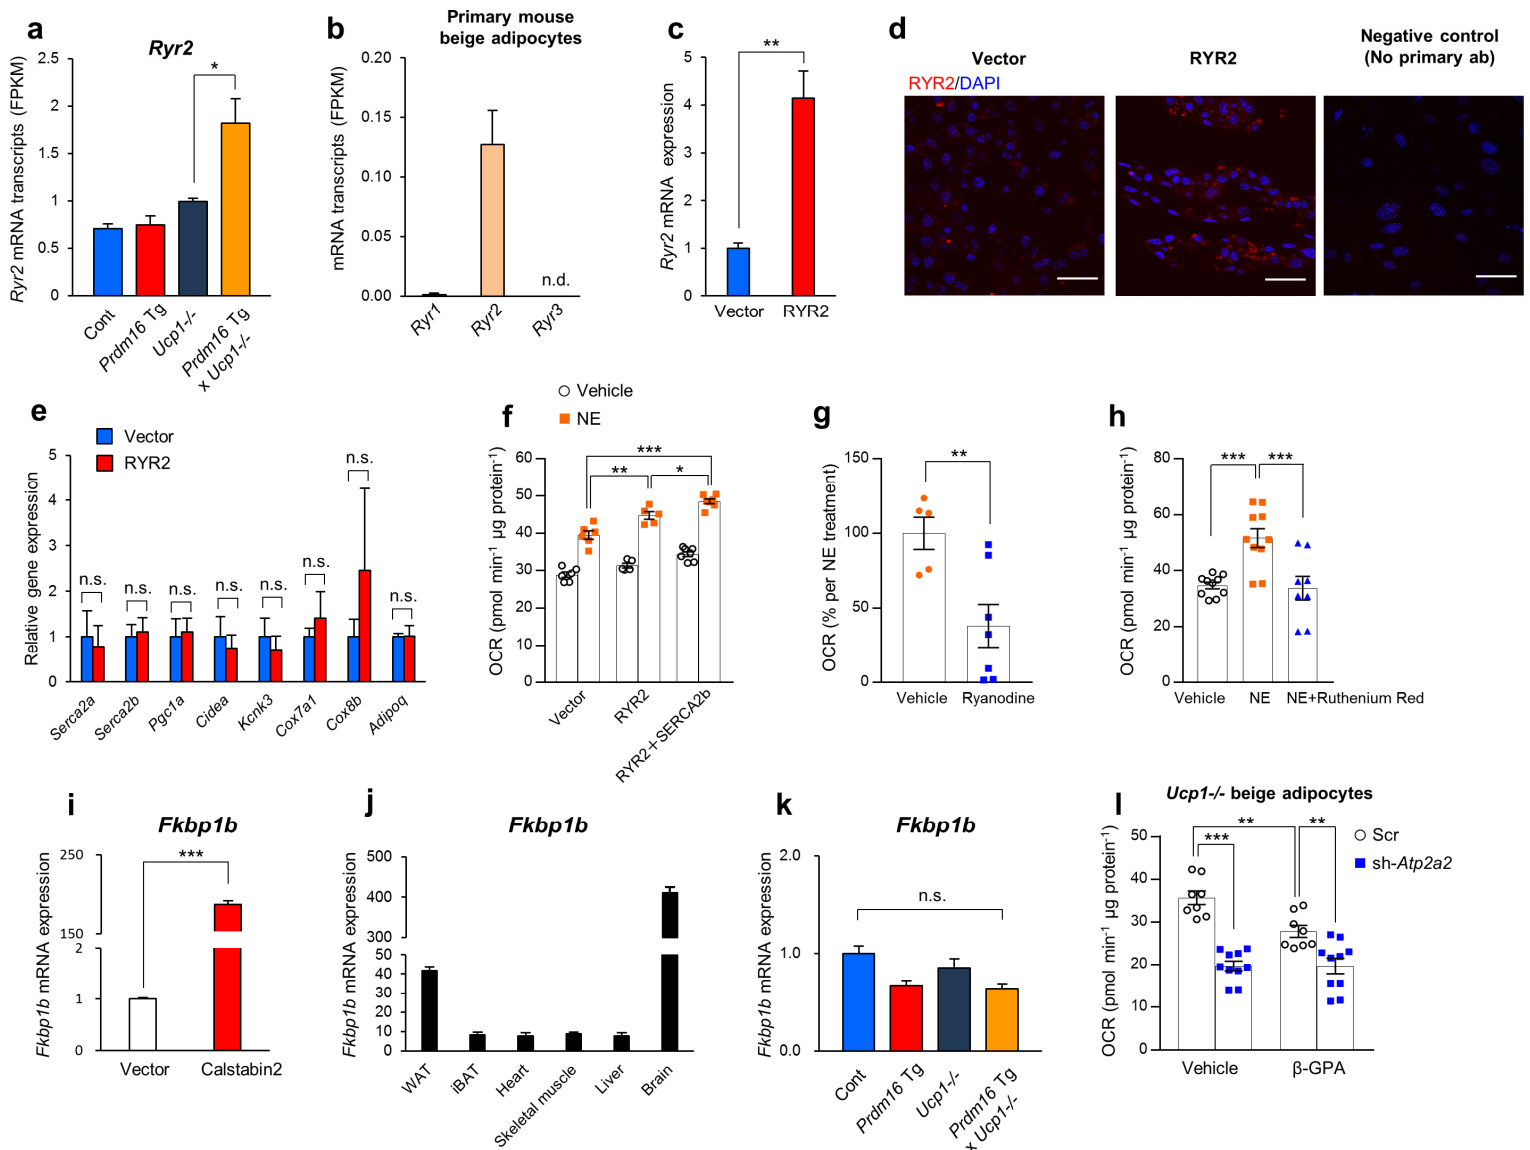 a
Ryr2
Ryr2 mRNA transcripts (FPKM)
2.5
2
1.5
1
0.5
0
*
Cont
Prdm16 Tg
Ucp1-/-
Prdm16 Tg
x Ucp1-/-
b
Primary mouse
beige adipocytes
mRNA transcripts (FPKM)
0.20
0.15
0.10
0.05
0.00
n.d.
Ryr1
Ryr2
Ryr3
c
Ryr2 mRNA expression
5
4
3
2
1
0
**
Vector
RYR2
d
Vector
RYR2
Negative control
(No primary ab)
RYR2/DAPI
e
Vector
RYR2
Relative gene expression
5
4
3
2
1
0
n.s.
n.s.
n.s.
n.s.
n.s.
n.s.
n.s.
n.s.
Serca2a
Serca2b
Pgc1a
Cidea
Kcnk3
Cox7a1
Cox8b
Adipoq
f
Vehicle
NE
OCR (pmol min-1 µg protein-1)
60
50
40
30
20
10
0
***
**
*
Vector
RYR2
RYR2+SERCA2b
g
OCR (% per NE treatment)
150
100
50
0
**
Vehicle
Ryanodine
h
OCR (pmol min-1 µg protein-1)
80
60
40
20
0
***
***
Vehicle
NE
NE+Ruthenium Red
i
Fkbp1b
Fkbp1b mRNA expression
250
150
2
1
0
***
Vector
Calstabin2
j
Fkbp1b
Fkbp1b mRNA expression
500
400
300
50
40
30
20
10
0
WAT
iBAT
Heart
Skeletal muscle
Liver
Brain
k
Fkbp1b
Fkbp1b mRNA expression
2.0
1.0
0.0
n.s.
Cont
Prdm16 Tg
Ucp1-/-
Prdm16 Tg
x Ucp1-/-
l
Ucp1-/- beige adipocytes
Scr
sh-Atp2a2
OCR (pmol min-1 µg protein-1)
50
40
30
20
10
0
**
**
***
Vehicle
β-GPA